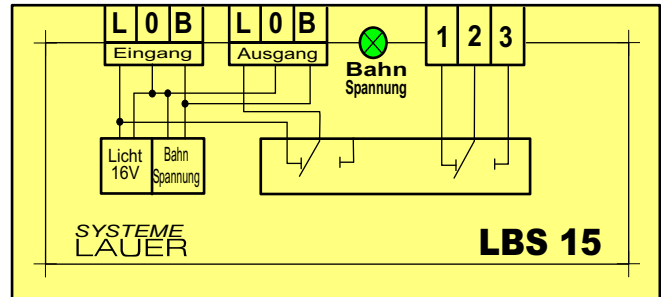 L 0 B L 0 B 1 2 3
Eingang Ausgang
Bahn
Spannung
Licht
16V
Bahn
Spannung
SYSTEME
LAUER
LBS 15